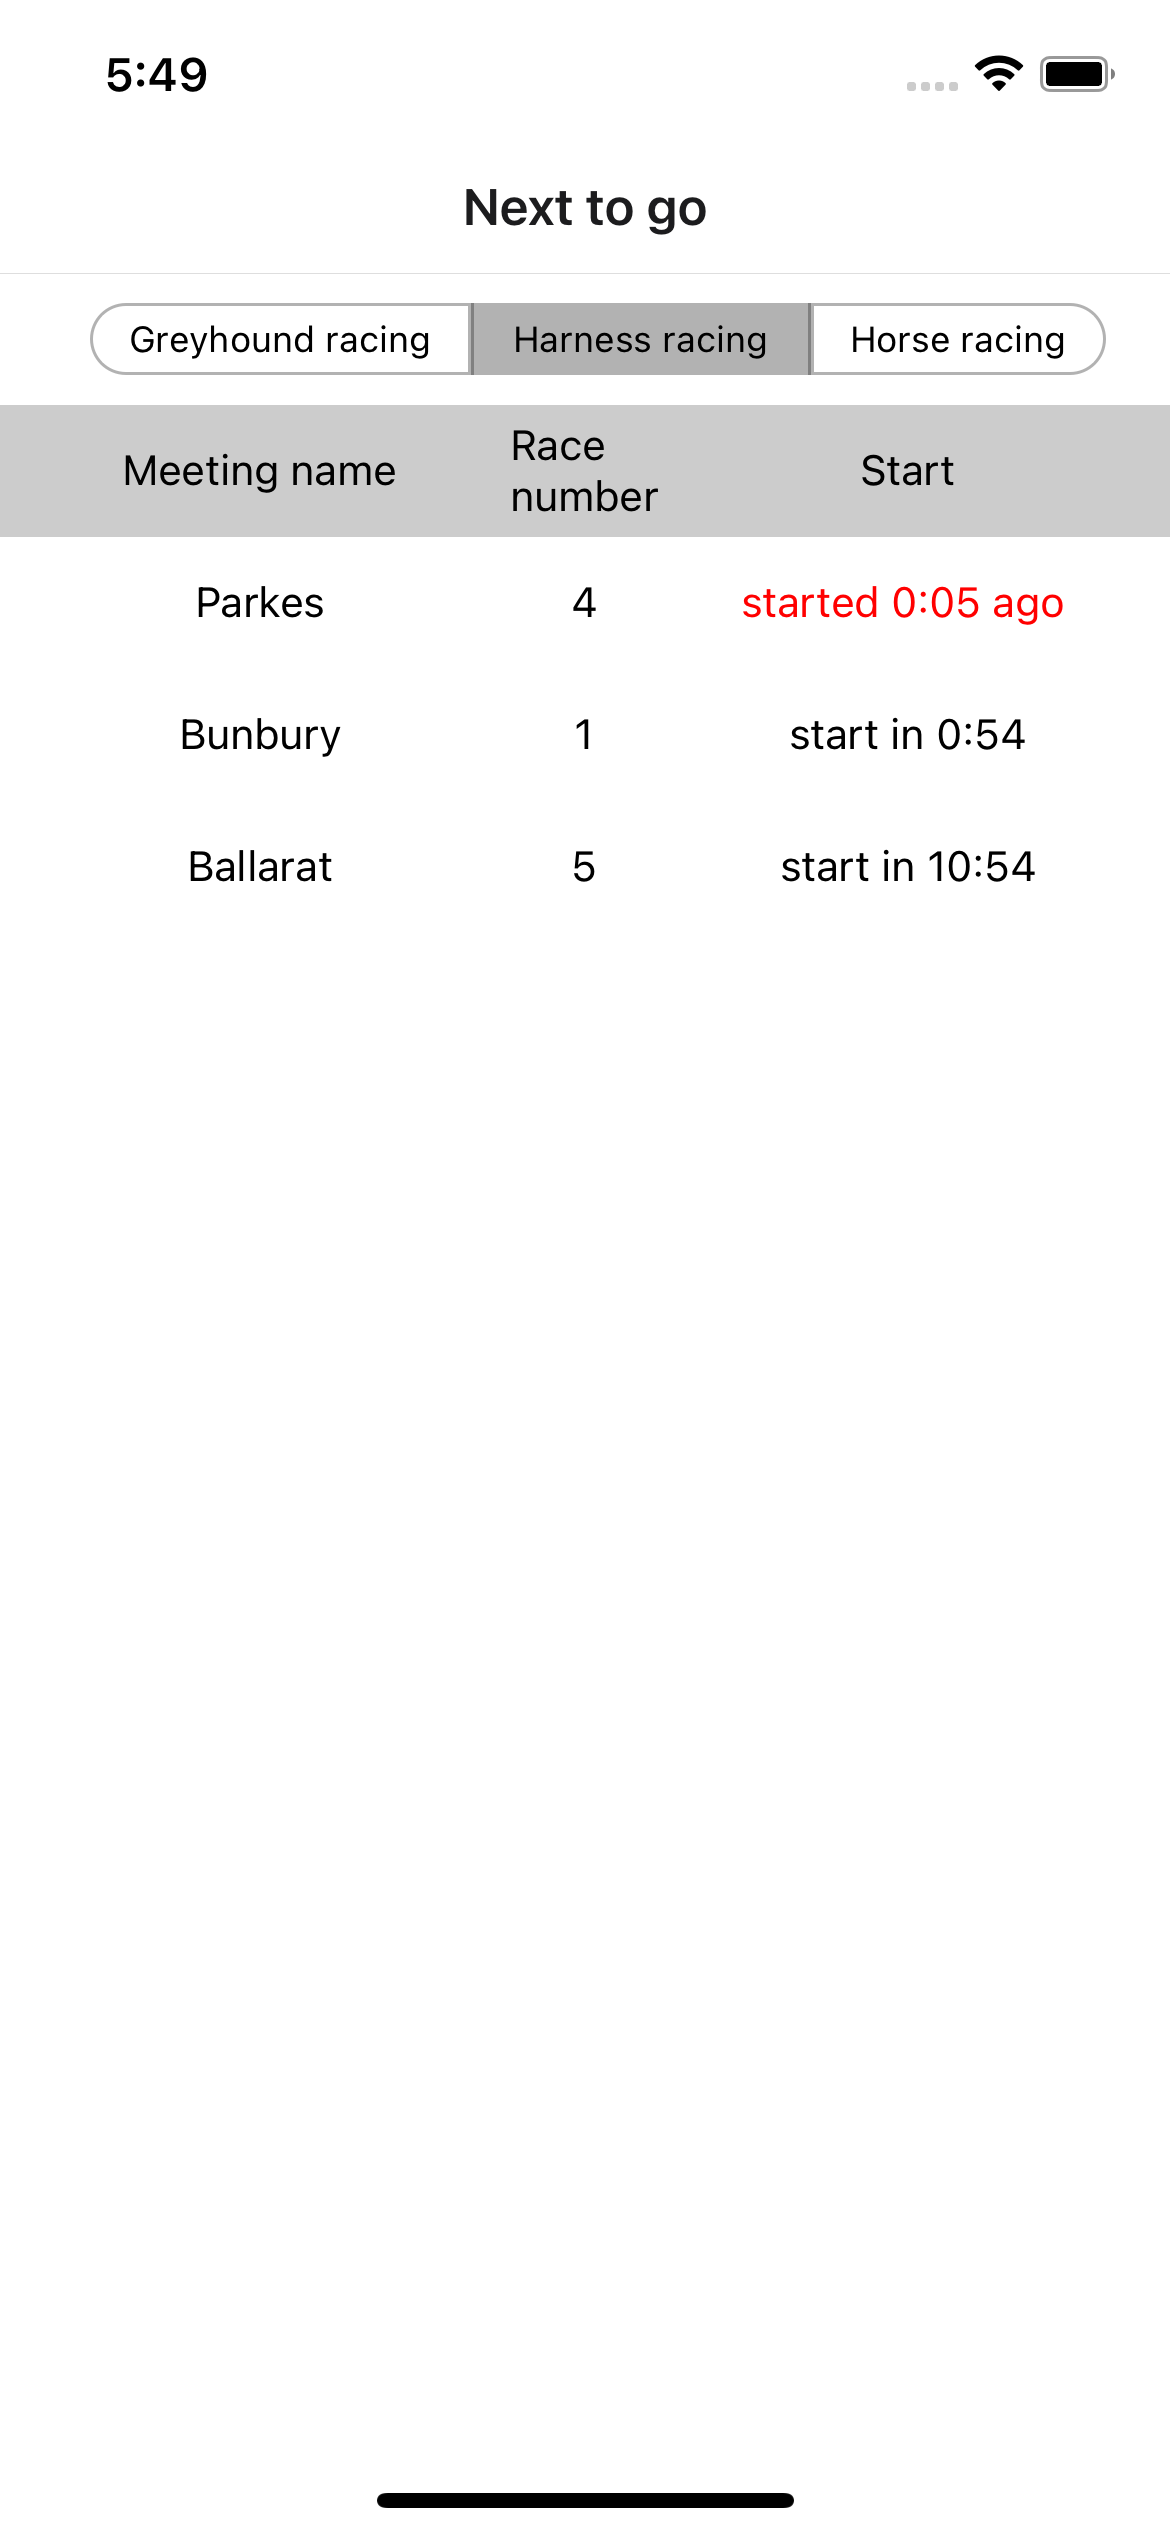 5:49
Next to go
Greyhound racing Harness racing Horse racing
Meeting name Race number Start
Parkes 4 started 0:05 ago
Bunbury 1 start in 0:54
Ballarat 5 start in 10:54